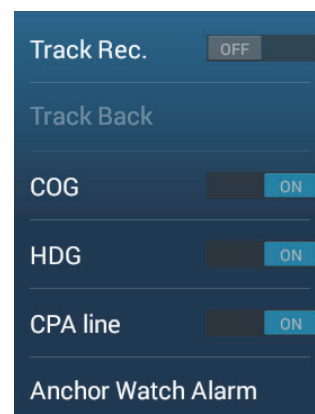 Track Rec. OFF
Track Back
COG ON
HDG ON
CPA line ON
Anchor Watch Alarm